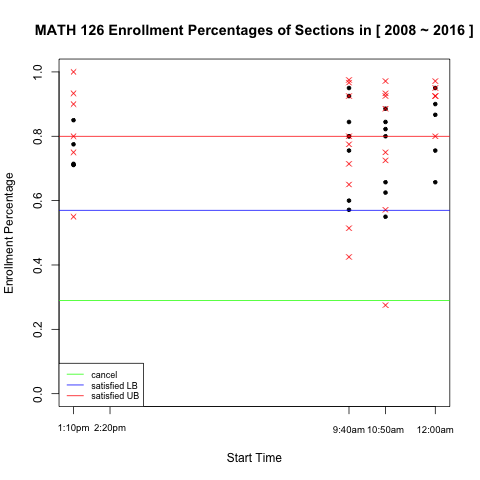 MATH 126 Enrollment Percentages of Sections in [ 2008 ~ 2016 ]
Enrollment Percentage
1.0
0.8
0.6
0.4
0.2
0.0
cancel
satisfied LB
satisfied UB
1:10pm 2:20pm 9:40am 10:50am 12:00am
Start Time